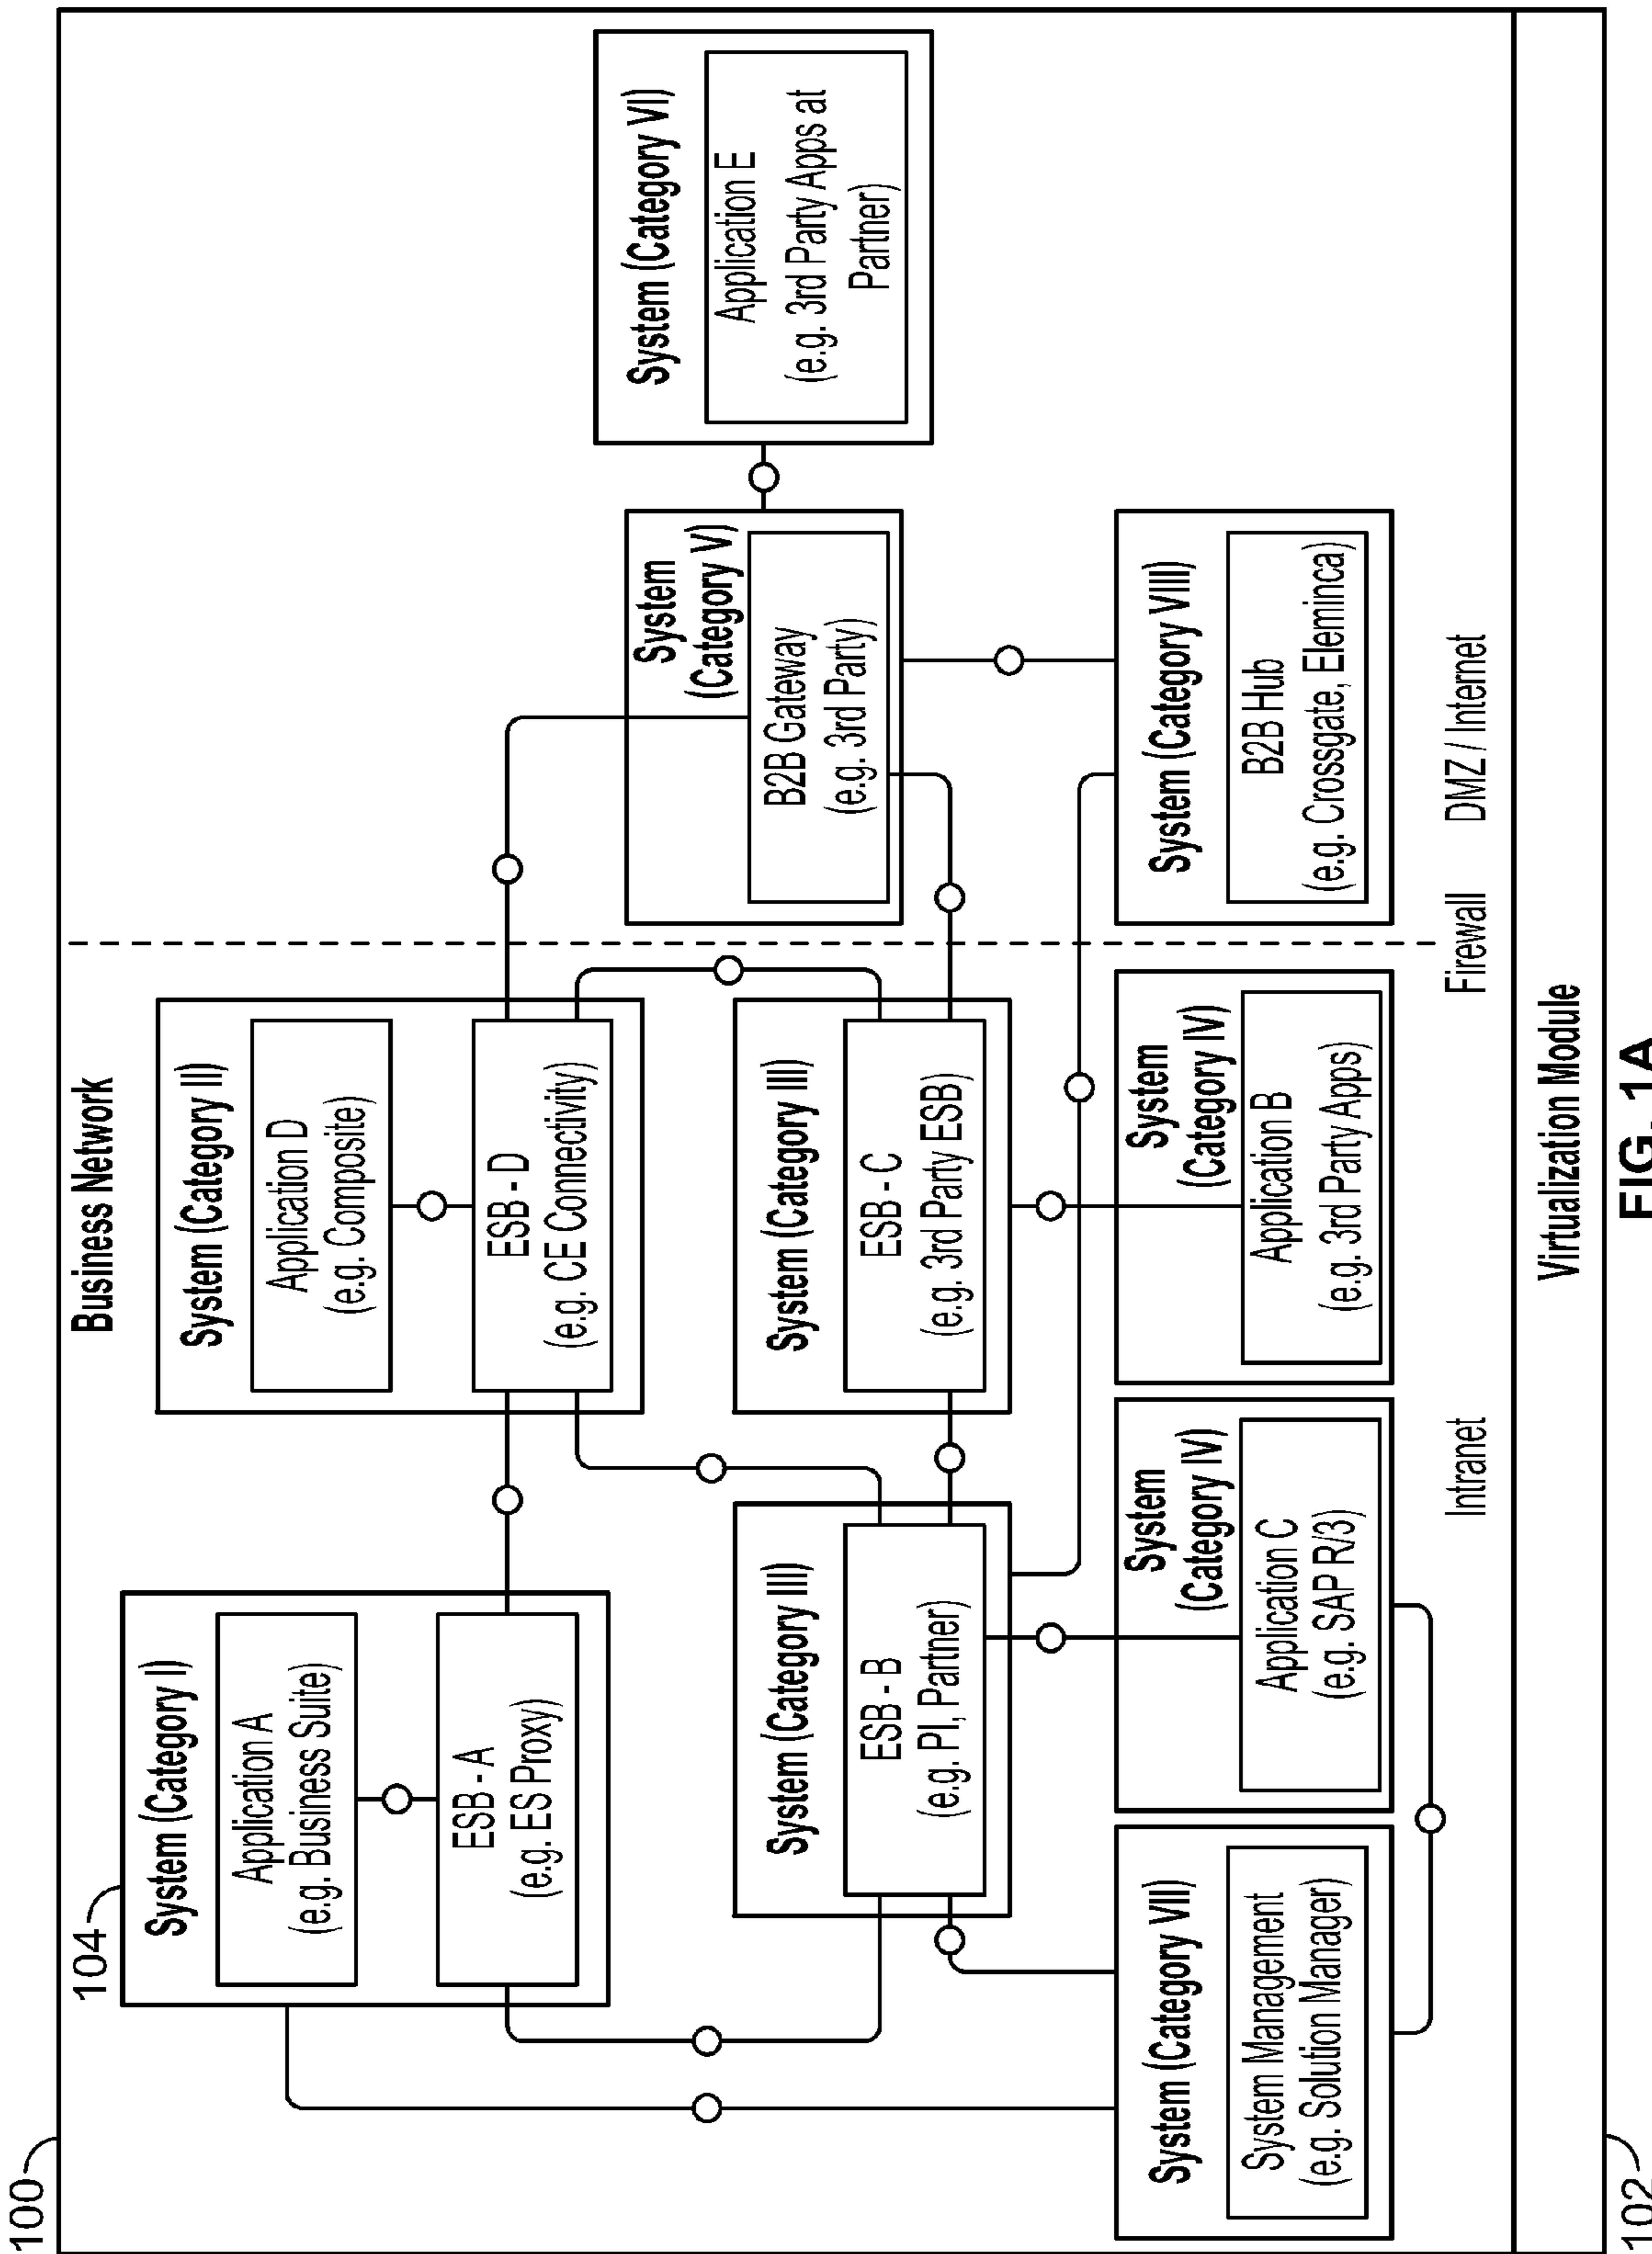 100
104
Business Network
System (Category I)
Application A
(e.g. Business Suite)
ESB - A
(e.g. ES Proxy)
System (Category II)
Application D
(e.g. Composite)
ESB - D
(e.g. CE Connectivity)
System (Category III)
ESB - B
(e.g. PI, Partner)
System (Category III)
ESB - C
(e.g. 3rd Party ESB)
System
(Category V)
B2B Gateway
(e.g. 3rd Party)
System (Category VI)
Application E
(e.g. 3rd Party Apps at
Partner)
System (Category VII)
System Management
(e.g. Solution Manager)
System
(Category IV)
Application C
(e.g. SAP R/3)
System
(Category IV)
Application B
(e.g. 3rd Party Apps)
System (Category VIII)
B2B Hub
(e.g. Crossgate, Eleminca)
Intranet
Firewall
DMZ / Internet
Virtualization Module
102
FIG. 1A